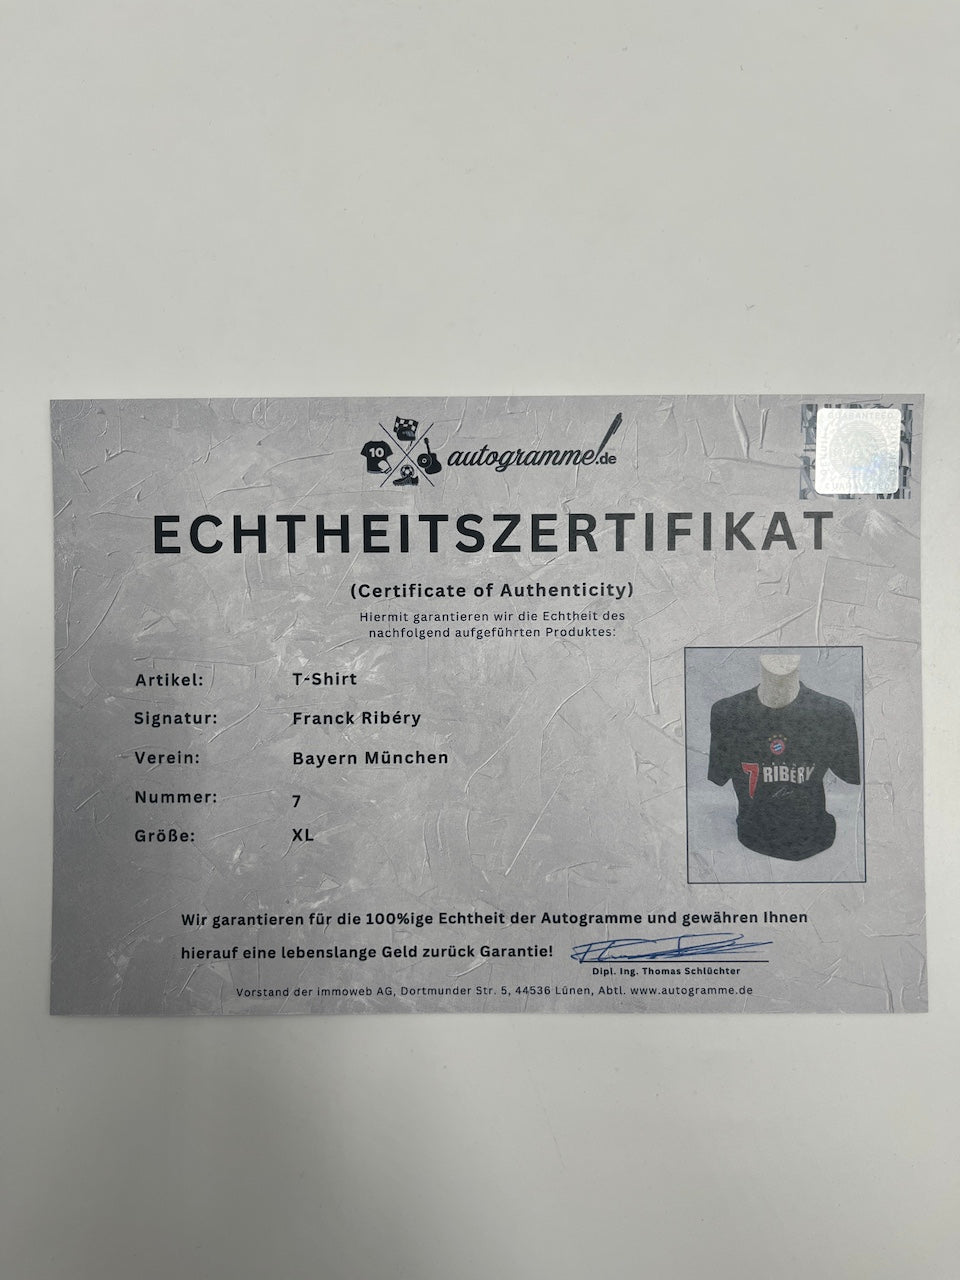 10
autogramme!.de
GUARANTEED
ECHTHEITSZERTIFIKAT
(Certificate of Authenticity)
Hiermit garantieren wir die Echtheit des
nachfolgend aufgeführten Produktes:
Artikel: T-Shirt
Signatur: Franck Ribéry
Verein: Bayern München
Nummer: 7
Größe: XL
7 RIBÉRY
Wir garantieren für die 100%ige Echtheit der Autogramme und gewähren Ihnen
hierauf eine lebenslange Geld zurück Garantie!
Dipl. Ing. Thomas Schlüchter
Vorstand der immoweb AG, Dortmunder Str. 5, 44536 Lünen, Abtl. www.autogramme.de